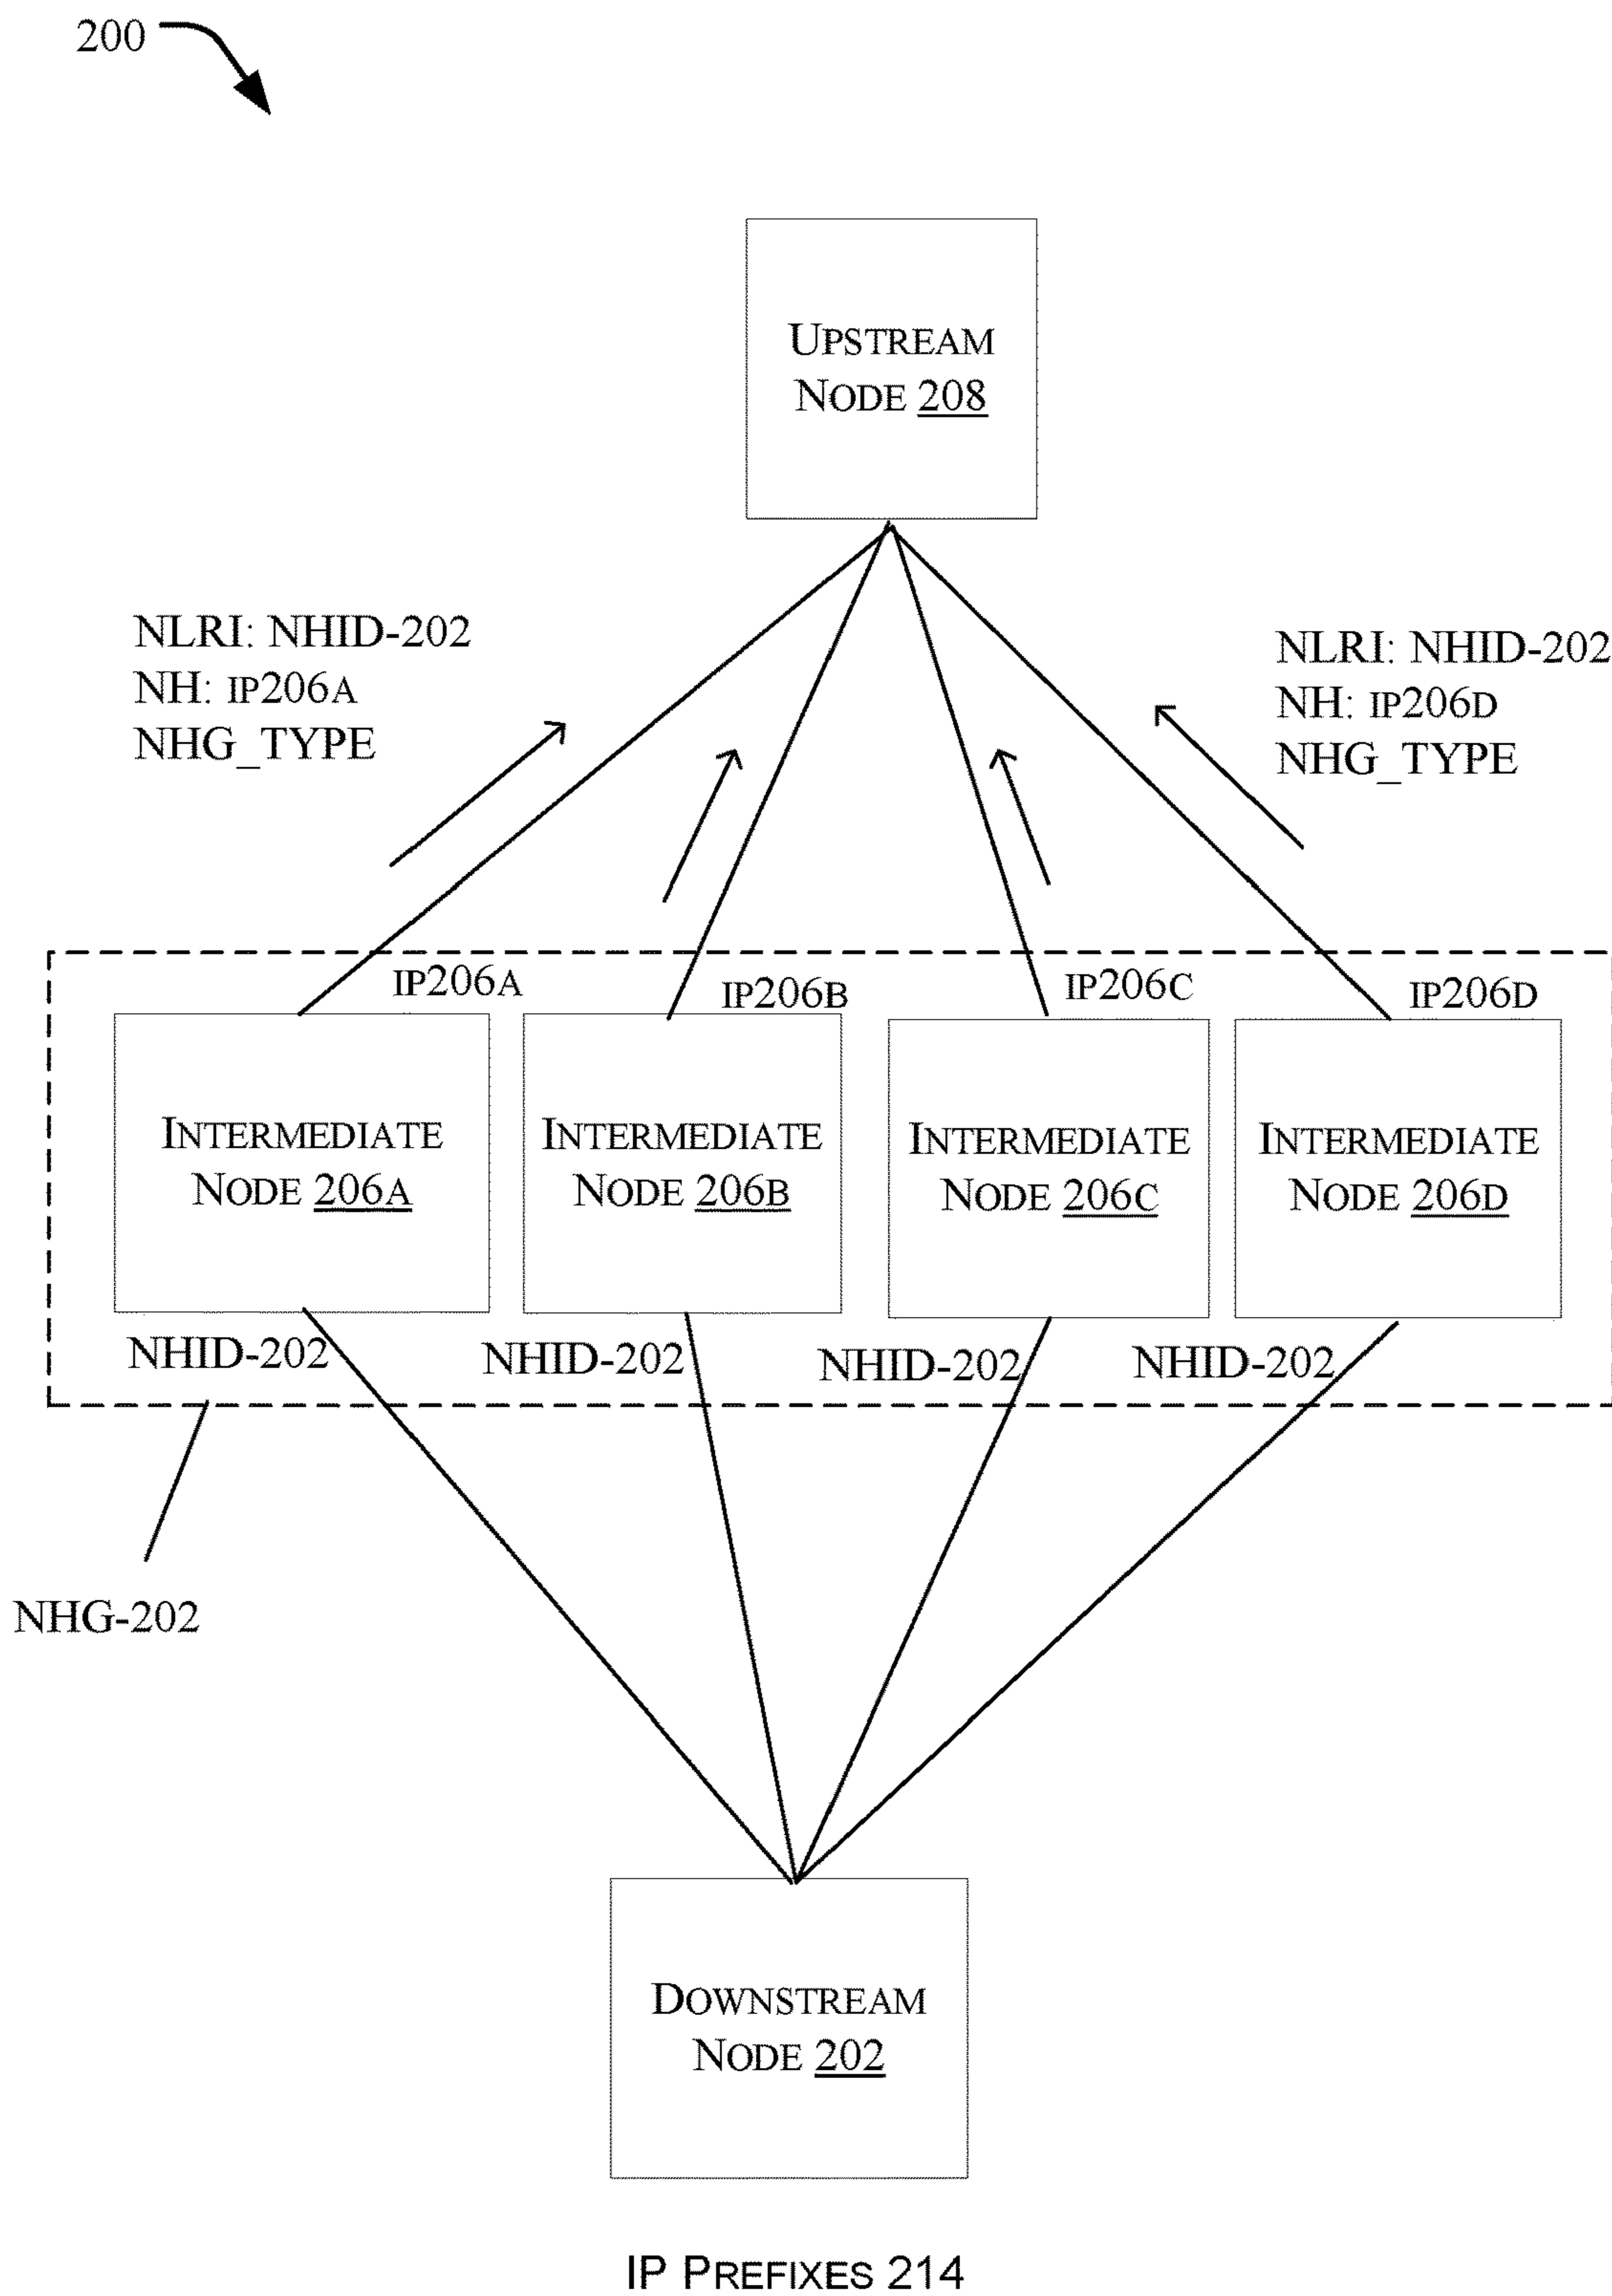 200
UPSTREAM
NODE 208
NLRI: NHID-202
NH: IP206A
NHG_TYPE
NLRI: NHID-202
NH: IP206D
NHG_TYPE
IP206A
IP206B
IP206C
IP206D
INTERMEDIATE
NODE 206A
INTERMEDIATE
NODE 206B
INTERMEDIATE
NODE 206C
INTERMEDIATE
NODE 206D
NHID-202
NHID-202
NHID-202
NHID-202
NHG-202
DOWNSTREAM
NODE 202
IP PREFIXES 214